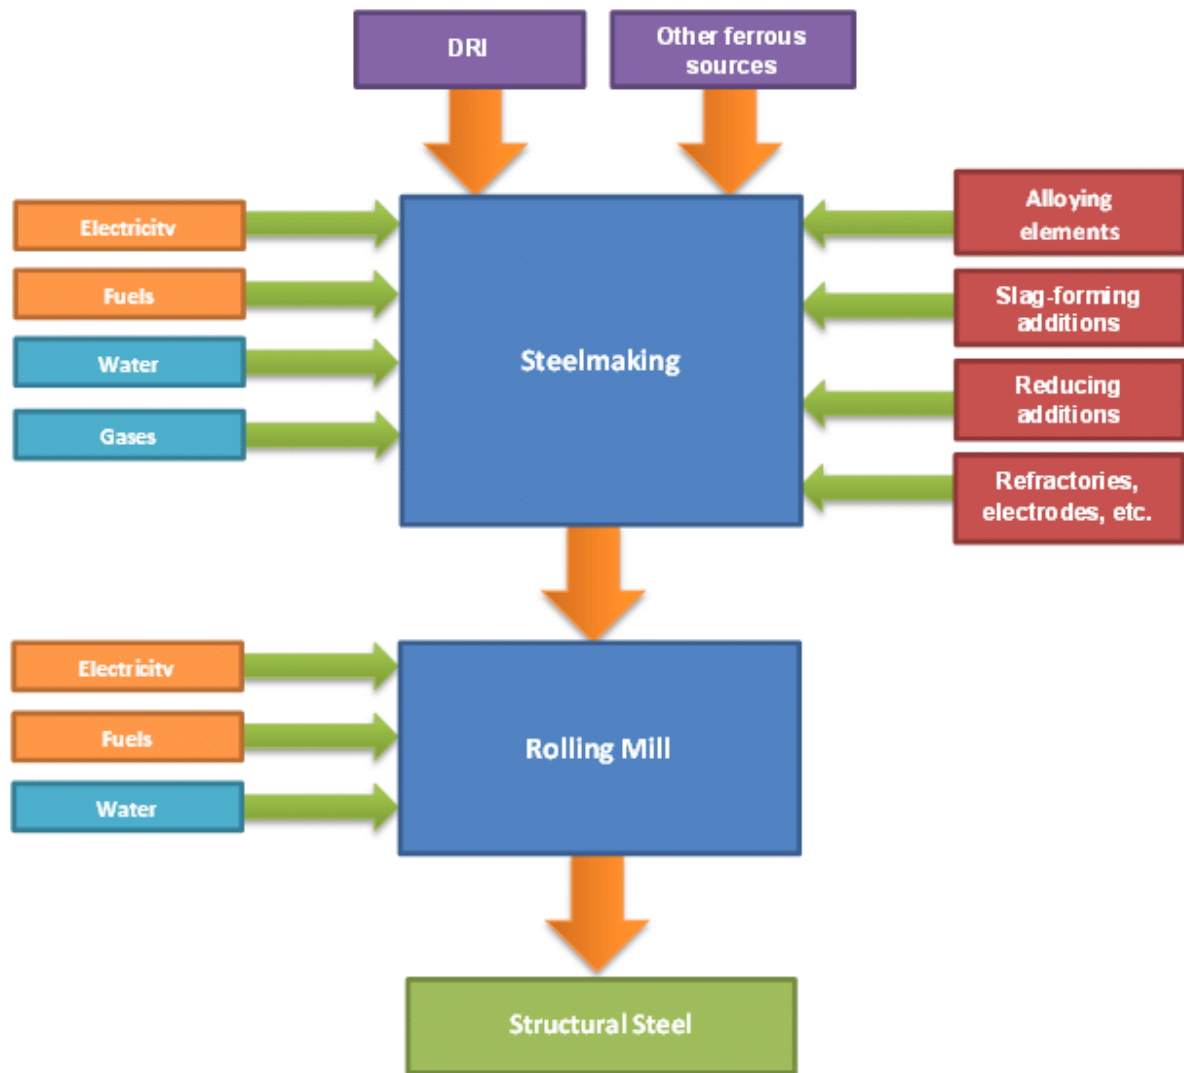 DRI
Other ferrous
sources
Electricity
Fuels
Water
Gases
Steelmaking
Alloying
elements
Slag-forming
additions
Reducing
additions
Refractories,
electrodes, etc.
Electricity
Fuels
Water
Rolling Mill
Structural Steel